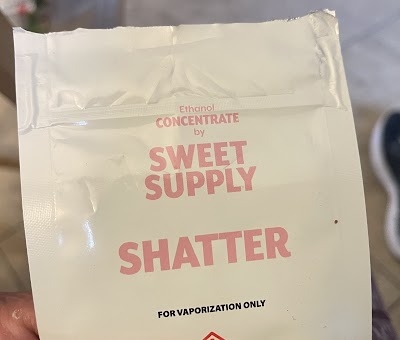 Ethanol
CONCENTRATE
by
SWEET
SUPPLY
SHATTER
FOR VAPORIZATION ONLY